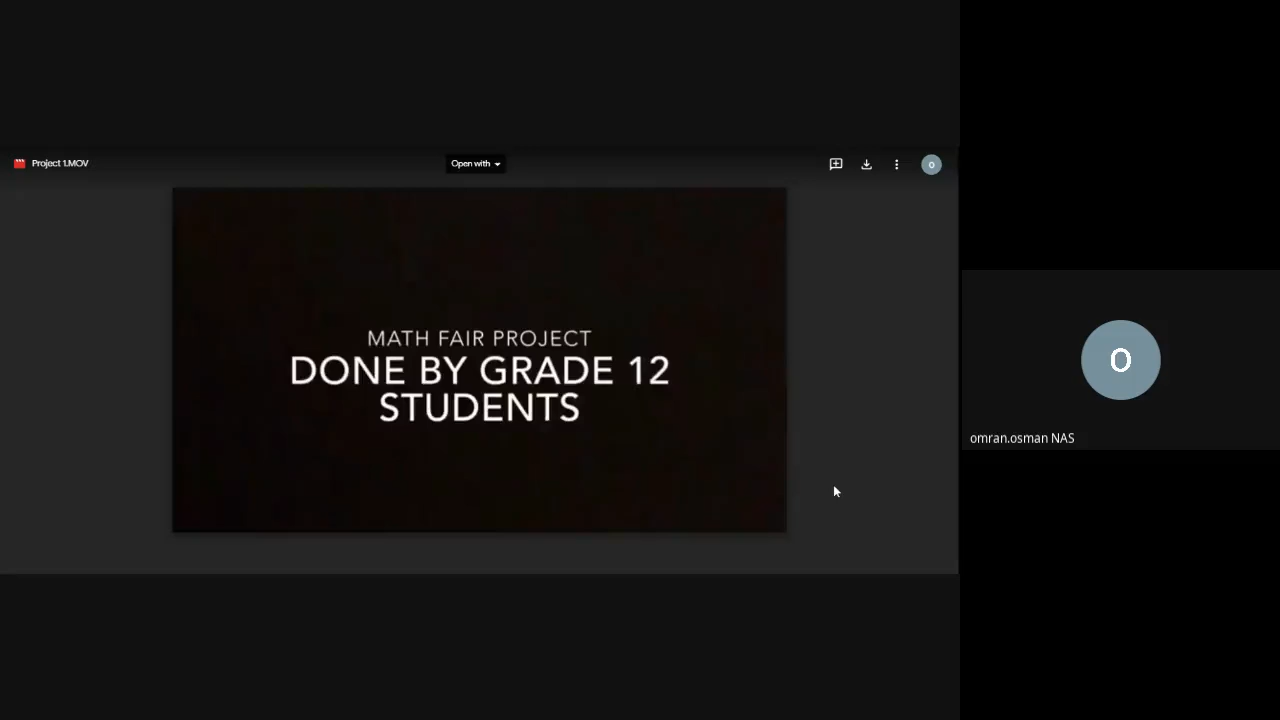 Project 1.MOV
Open with
O
MATH FAIR PROJECT
DONE BY GRADE 12
STUDENTS
O
omran.osman NAS